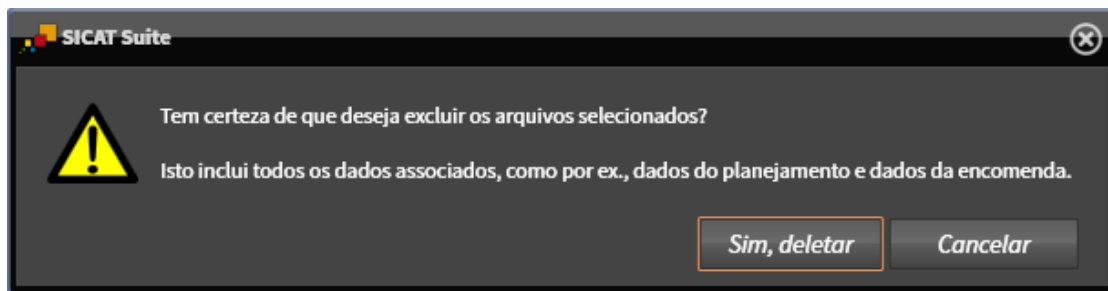 SICAT Suite
Tem certeza de que deseja excluir os arquivos selecionados?
Isto inclui todos os dados associados, como por ex., dados do planejamento e dados da encomenda.
Sim, deletar
Cancelar